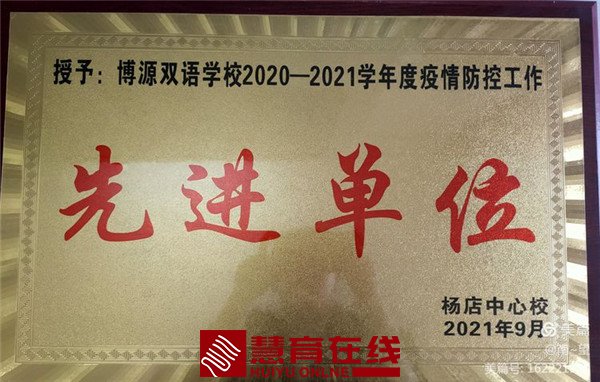 授予：博源双语学校2020—2021学年度疫情防控工作
先进单位
杨店中心校
2021年9月
慧育在线
HUIYU ONLINE